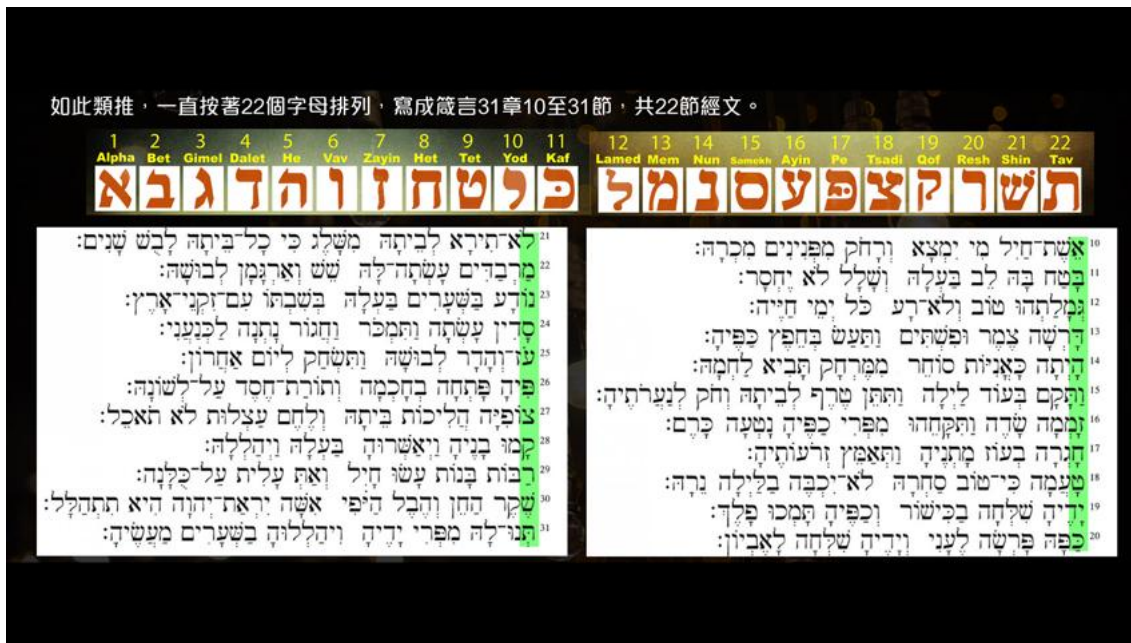 如此類推，一直按著22個字母排列，寫成箴言31章10至31節，共22節經文。
1 2 3 4 5 6 7 8 9 10 11
Alpha Bet Gimel Dalet He Vav Zayin Het Tet Yod Kaf
א ב ג ד ה ו ז ח ט י כּ
12 13 14 15 16 17 18 19 20 21 22
Lamed Mem Nun Samekh Ayin Pe Tsadi Qof Resh Shin Tav
ל מ נ ס ע פּ צ ק ר שׁ ת
10 אֵשֶׁת־חַיִל מִי יִמְצָא וְרָחֹק מִפְּנִינִים מִכְרָהּ׃
11 בָּטַח בָּהּ לֵב בַּעְלָהּ וְשָׁלָל לֹא יֶחְסָר׃
12 גְּמָלַתְהוּ טוֹב וְלֹא־רָע כֹּל יְמֵי חַיֶּיה׃
13 דָּרְשָׁה צֶמֶר וּפִשְׁתִּים וַתַּעַשׂ בְּחֵפֶץ כַּפֶּיהָ׃
14 הָיְתָה כָּאֳנִיּוֹת סוֹחֵר מִמֶּרְחָק תָּבִיא לַחְמָהּ׃
15 וַתָּקָם בְּעוֹד לַיְלָה וַתִּתֵּן טֶרֶף לְבֵיתָהּ וְחֹק לְנַעֲרֹתֶיהָ׃
16 זָמְמָה שָׂדֶה וַתִּקָּחֵהוּ מִפְּרִי כַפֶּיהָ נָטְעָה כָּרֶם׃
17 חָגְרָה בְעוֹז מָתְנֶיהָ וַתְּאַמֵּץ זְרֹעוֹתֶיהָ׃
18 טָעֲמָה כִּי־טוֹב סַחְרָהּ לֹא־יִכְבֶּה בַלַּיְלָה נֵרָהּ׃
19 יָדֶיהָ שִׁלְּחָה בַכִּישׁוֹר וְכַפֶּיהָ תָּמְכוּ פָלֶךְ׃
20 כַּפָּהּ פָּרְשָׂה לֶעָנִי וְיָדֶיהָ שִׁלְּחָה לָאֶבְיוֹן׃
21 לֹא־תִירָא לְבֵיתָהּ מִשָּׁלֶג כִּי כָל־בֵּיתָהּ לָבֻשׁ שָׁנִים׃
22 מַרְבַדִּים עָשְׂתָה־לָּהּ שֵׁשׁ וְאַרְגָּמָן לְבוּשָׁהּ׃
23 נוֹדָע בַּשְּׁעָרִים בַּעְלָהּ בְּשִׁבְתּוֹ עִם־זִקְנֵי־אָרֶץ׃
24 סָדִין עָשְׂתָה וַתִּמְכֹּר וַחֲגוֹר נָתְנָה לַכְּנַעֲנִי׃
25 עֹז־וְהָדָר לְבוּשָׁהּ וַתִּשְׂחַק לְיוֹם אַחֲרוֹן׃
26 פִּיהָ פָּתְחָה בְחָכְמָה וְתוֹרַת־חֶסֶד עַל־לְשׁוֹנָהּ׃
27 צוֹפִיָּה הֲלִיכוֹת בֵּיתָהּ וְלֶחֶם עַצְלוּת לֹא תֹאכֵל׃
28 קָמוּ בָנֶיהָ וַיְאַשְּׁרוּהָ בַּעְלָהּ וַיְהַלְלָהּ׃
29 רַבּוֹת בָּנוֹת עָשׂוּ חָיִל וְאַתְּ עָלִית עַל־כֻּלָּנָה׃
30 שֶׁקֶר הַחֵן וְהֶבֶל הַיֹּפִי אִשָּׁה יִרְאַת־יְהוָה הִיא תִתְהַלָּל׃
31 תְּנוּ־לָהּ מִפְּרִי יָדֶיהָ וִיהַלְלוּהָ בַשְּׁעָרִים מַעֲשֶׂיהָ׃